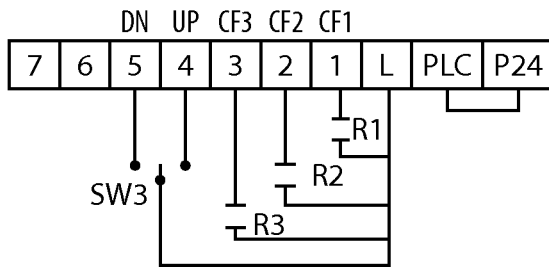 DN UP CF3 CF2 CF1
7 6 5 4 3 2 1 L PLC P24
R1
R2
SW3
R3